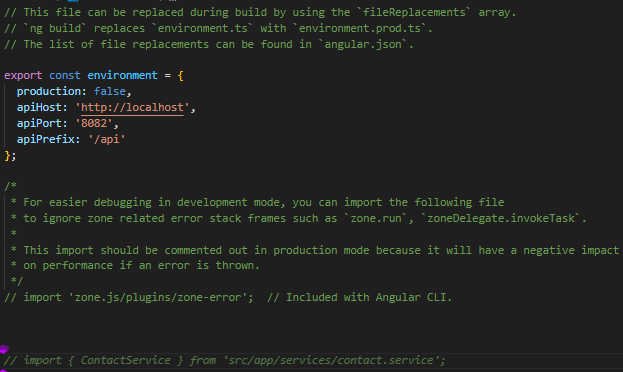 // This file can be replaced during build by using the `fileReplacements` array.
// `ng build` replaces `environment.ts` with `environment.prod.ts`.
// The list of file replacements can be found in `angular.json`.
export const environment = {
  production: false,
  apiHost: 'http://localhost',
  apiPort: '8082',
  apiPrefix: '/api'
};
/*
 * For easier debugging in development mode, you can import the following file
 * to ignore zone related error stack frames such as `zone.run`, `zoneDelegate.invokeTask`.
 *
 * This import should be commented out in production mode because it will have a negative impact
 * on performance if an error is thrown.
 */
// import 'zone.js/plugins/zone-error';  // Included with Angular CLI.
// import { ContactService } from 'src/app/services/contact.service';